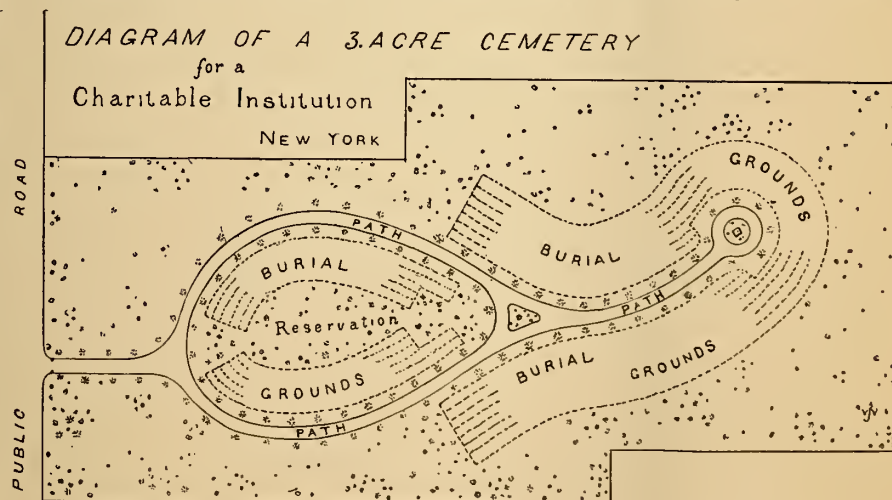 DIAGRAM OF A 3.ACRE CEMETERY
for a
Charitable Institution
NEW YORK
PUBLIC ROAD
PATH
BURIAL
Reservation
GROUNDS
PATH
BURIAL
GROUNDS
PATH
BURIAL
GROUNDS